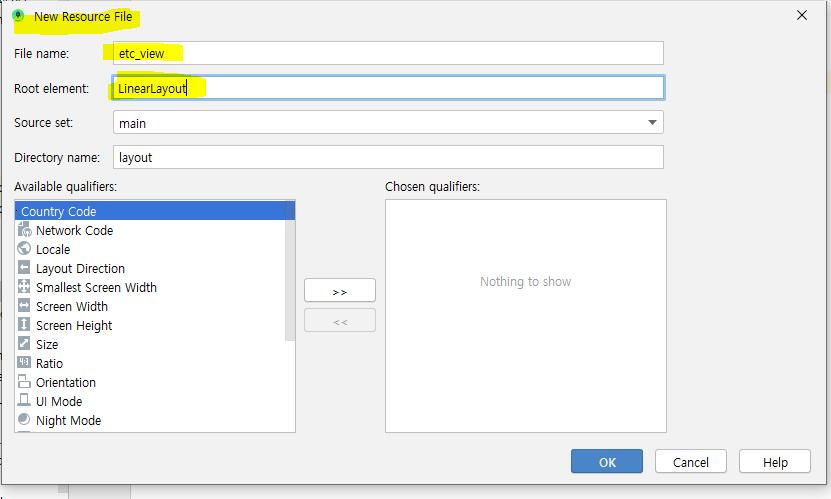 New Resource File
File name: etc_view
Root element: LinearLayout
Source set: main
Directory name: layout
Available qualifiers: Chosen qualifiers:
Country Code
Network Code
Locale
Layout Direction
Smallest Screen Width
Screen Width
Screen Height
Size
Ratio
Orientation
UI Mode
Night Mode
>>
<<
Nothing to show
OK Cancel Help